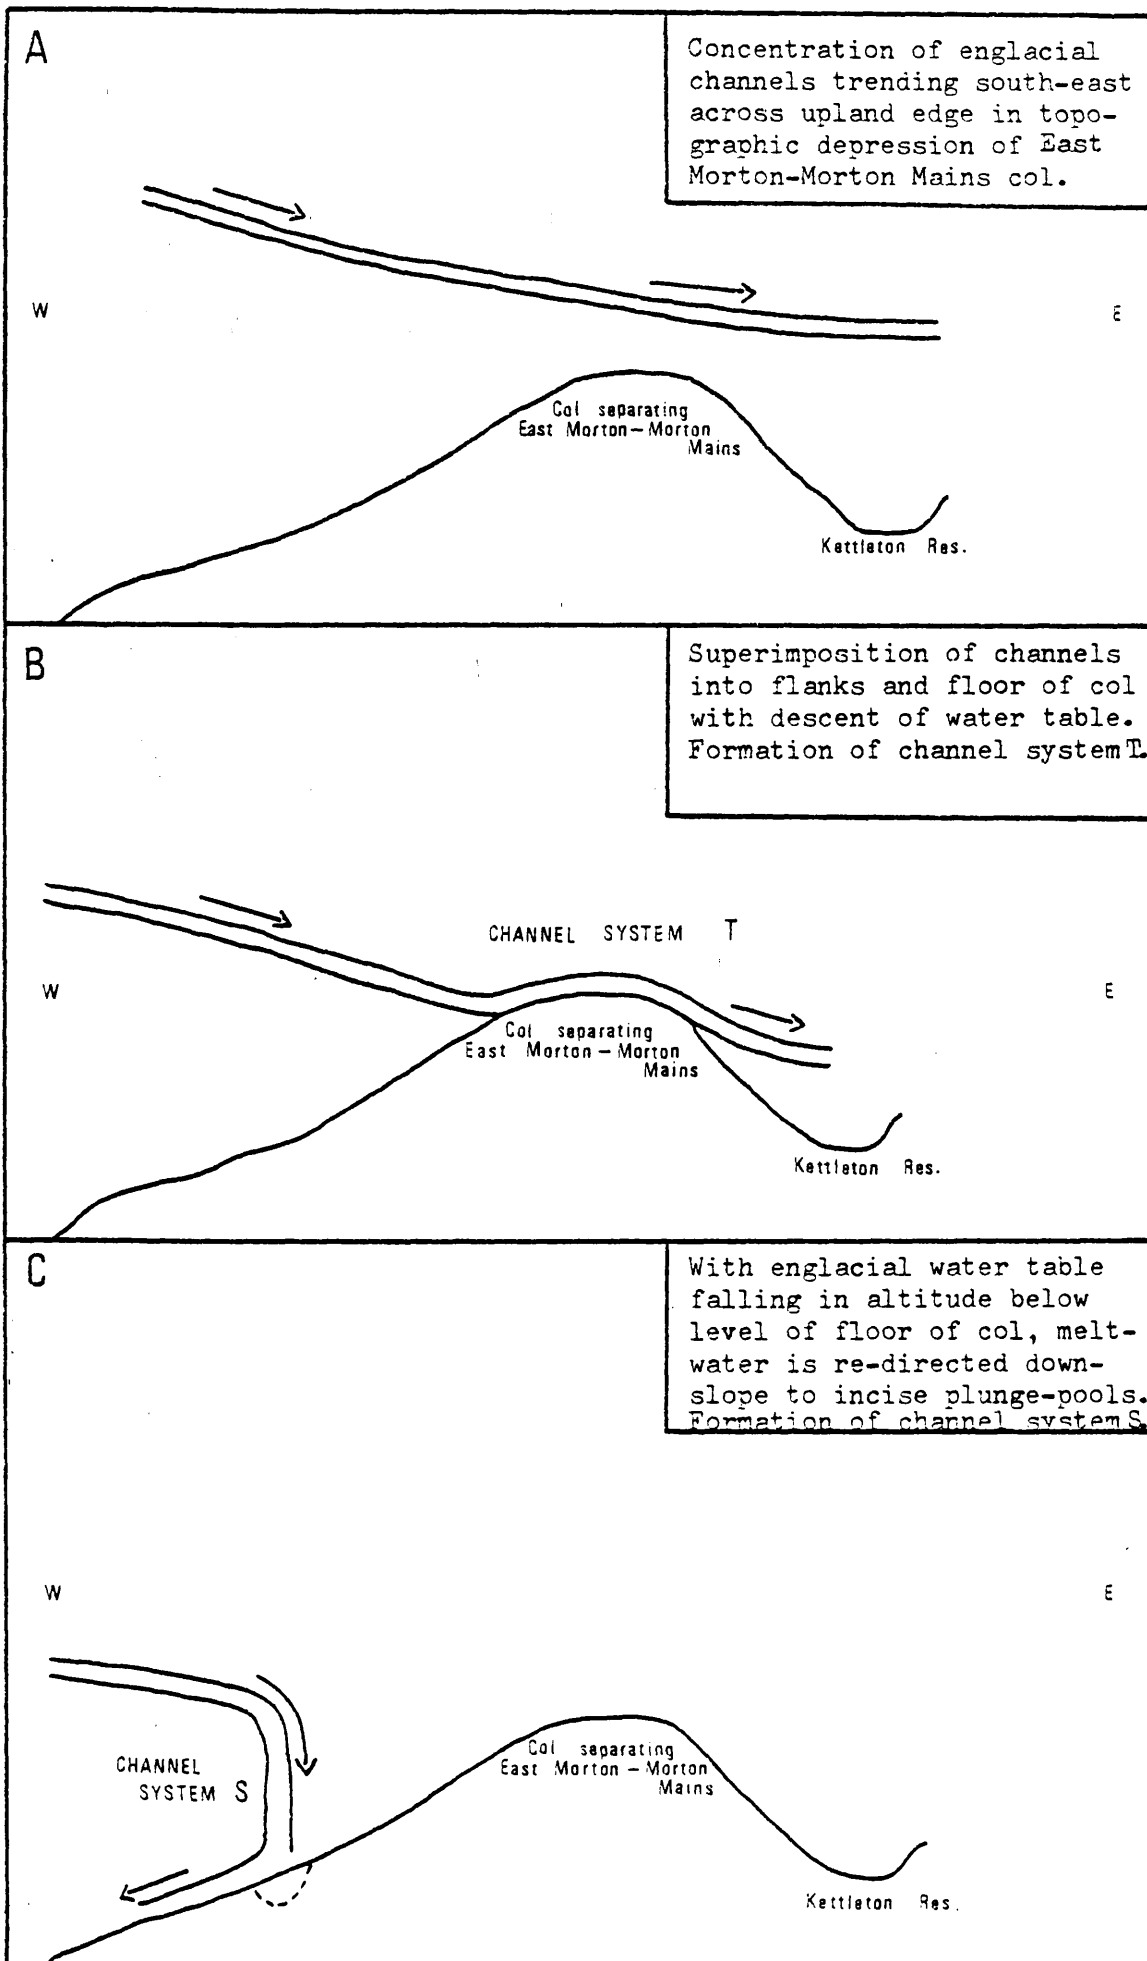 A
Concentration of englacial
channels trending south-east
across upland edge in topo-
graphic depression of East
Morton-Morton Mains col.
W
E
Col separating
East Morton – Morton
Mains
Kettleton Res.
B
Superimposition of channels
into flanks and floor of col
with descent of water table.
Formation of channel system T.
CHANNEL SYSTEM T
W
E
Col separating
East Morton – Morton
Mains
Kettleton Res.
C
With englacial water table
falling in altitude below
level of floor of col, melt-
water is re-directed down-
slope to incise plunge-pools.
Formation of channel system S.
W
E
Col separating
East Morton – Morton
Mains
CHANNEL
SYSTEM S
Kettleton Res.